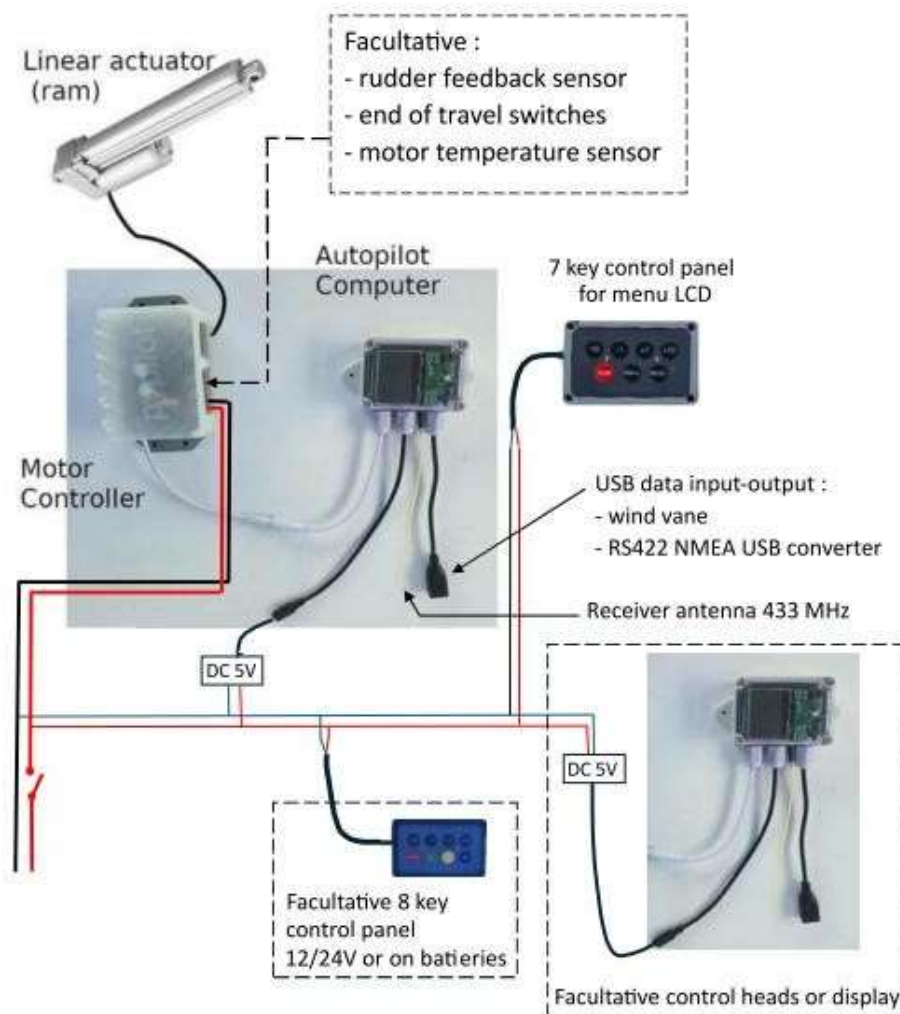 Linear actuator
(ram)
Facultative :
- rudder feedback sensor
- end of travel switches
- motor temperature sensor
Autopilot
Computer
7 key control panel
for menu LCD
Motor
Controller
USB data input-output :
- wind vane
- RS422 NMEA USB converter
Receiver antenna 433 MHz
DC 5V
DC 5V
Facultative 8 key
control panel
12/24V or on batieries
Facultative control heads or display